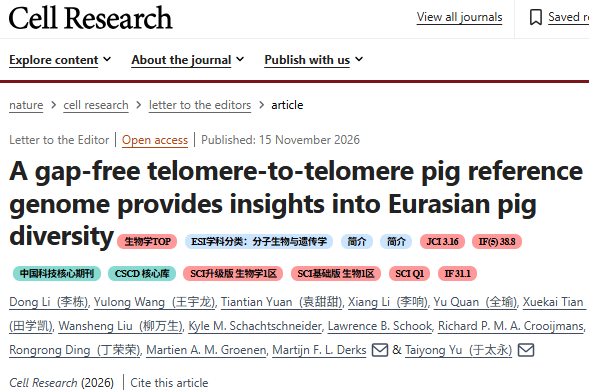 Cell Research
View all journals
Saved re
Explore content
About the journal
Publish with us
nature > cell research > letter to the editors > article
Letter to the Editor | Open access | Published: 15 November 2026
A gap-free telomere-to-telomere pig reference
genome provides insights into Eurasian pig
diversity 生物学TOP ESI学科分类：分子生物与遗传学 简介 简介 JCI 3.16 IF(5) 38.8
中国科技核心期刊 CSCD 核心库 SCI升级版 生物学1区 SCI基础版 生物1区 SCI Q1 IF 31.1
Dong Li (李栋), Yulong Wang (王宇龙), Tiantian Yuan (袁甜甜), Xiang Li (李响), Yu Quan (全瑜), Xuekai Tian
(田学凯), Wansheng Liu (柳万生), Kyle M. Schachtschneider, Lawrence B. Schook, Richard P. M. A. Crooijmans,
Rongrong Ding (丁荣荣), Martien A. M. Groenen, Martijn F. L. Derks & Taiyong Yu (于太永)
Cell Research (2026) | Cite this article